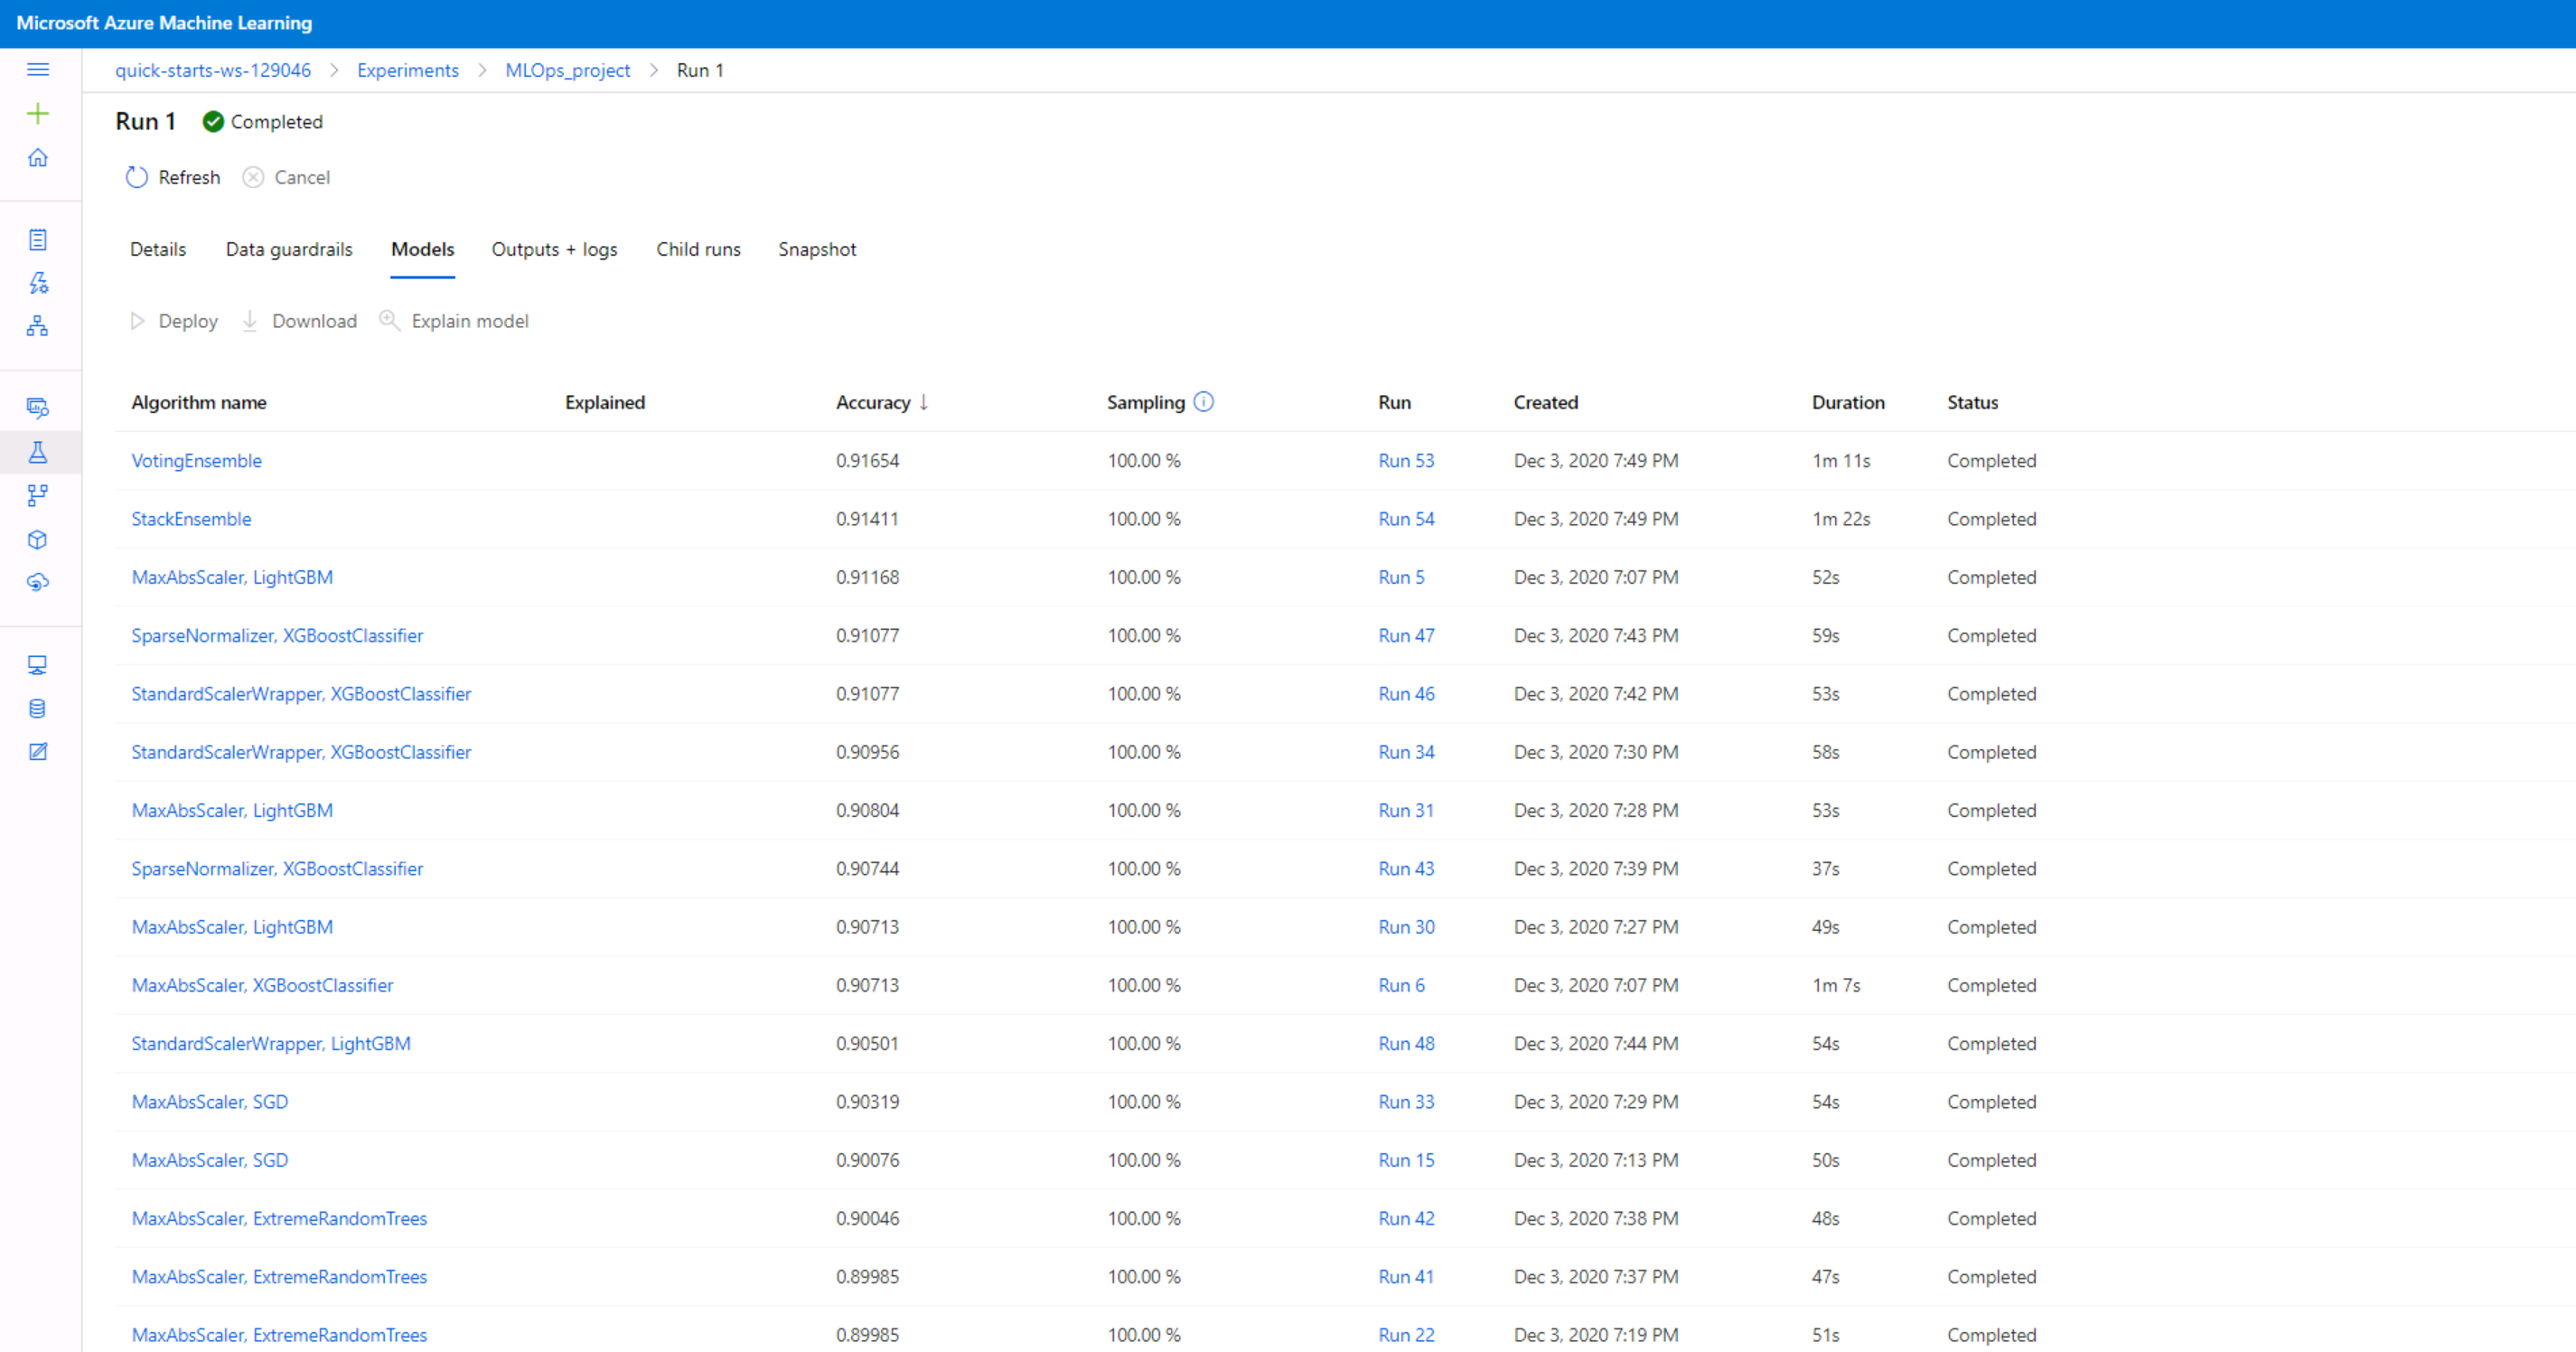 Microsoft Azure Machine Learning
quick-starts-ws-129046 > Experiments > MLOps_project > Run 1
Run 1 Completed
Refresh Cancel
Details Data guardrails Models Outputs + logs Child runs Snapshot
Deploy Download Explain model
Algorithm name Explained Accuracy ↓ Sampling Run Created Duration Status
VotingEnsemble 0.91654 100.00 % Run 53 Dec 3, 2020 7:49 PM 1m 11s Completed
StackEnsemble 0.91411 100.00 % Run 54 Dec 3, 2020 7:49 PM 1m 22s Completed
MaxAbsScaler, LightGBM 0.91168 100.00 % Run 5 Dec 3, 2020 7:07 PM 52s Completed
SparseNormalizer, XGBoostClassifier 0.91077 100.00 % Run 47 Dec 3, 2020 7:43 PM 59s Completed
StandardScalerWrapper, XGBoostClassifier 0.91077 100.00 % Run 46 Dec 3, 2020 7:42 PM 53s Completed
StandardScalerWrapper, XGBoostClassifier 0.90956 100.00 % Run 34 Dec 3, 2020 7:30 PM 58s Completed
MaxAbsScaler, LightGBM 0.90804 100.00 % Run 31 Dec 3, 2020 7:28 PM 53s Completed
SparseNormalizer, XGBoostClassifier 0.90744 100.00 % Run 43 Dec 3, 2020 7:39 PM 37s Completed
MaxAbsScaler, LightGBM 0.90713 100.00 % Run 30 Dec 3, 2020 7:27 PM 49s Completed
MaxAbsScaler, XGBoostClassifier 0.90713 100.00 % Run 6 Dec 3, 2020 7:07 PM 1m 7s Completed
StandardScalerWrapper, LightGBM 0.90501 100.00 % Run 48 Dec 3, 2020 7:44 PM 54s Completed
MaxAbsScaler, SGD 0.90319 100.00 % Run 33 Dec 3, 2020 7:29 PM 54s Completed
MaxAbsScaler, SGD 0.90076 100.00 % Run 15 Dec 3, 2020 7:13 PM 50s Completed
MaxAbsScaler, ExtremeRandomTrees 0.90046 100.00 % Run 42 Dec 3, 2020 7:38 PM 48s Completed
MaxAbsScaler, ExtremeRandomTrees 0.89985 100.00 % Run 41 Dec 3, 2020 7:37 PM 47s Completed
MaxAbsScaler, ExtremeRandomTrees 0.89985 100.00 % Run 22 Dec 3, 2020 7:19 PM 51s Completed